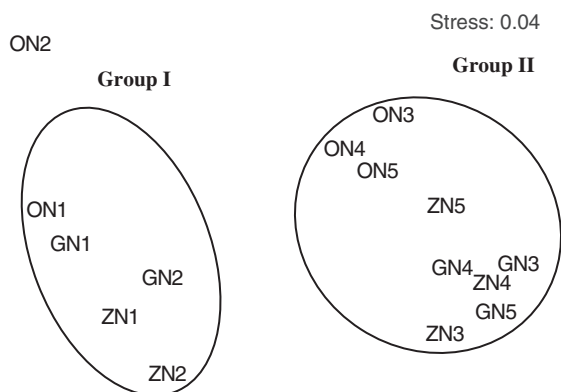 Stress: 0.04
ON2
Group I
Group II
ON3
ON4
ON5
ON1
ZN5
GN1
GN4
GN3
GN2
ZN4
GN5
ZN1
ZN3
ZN2